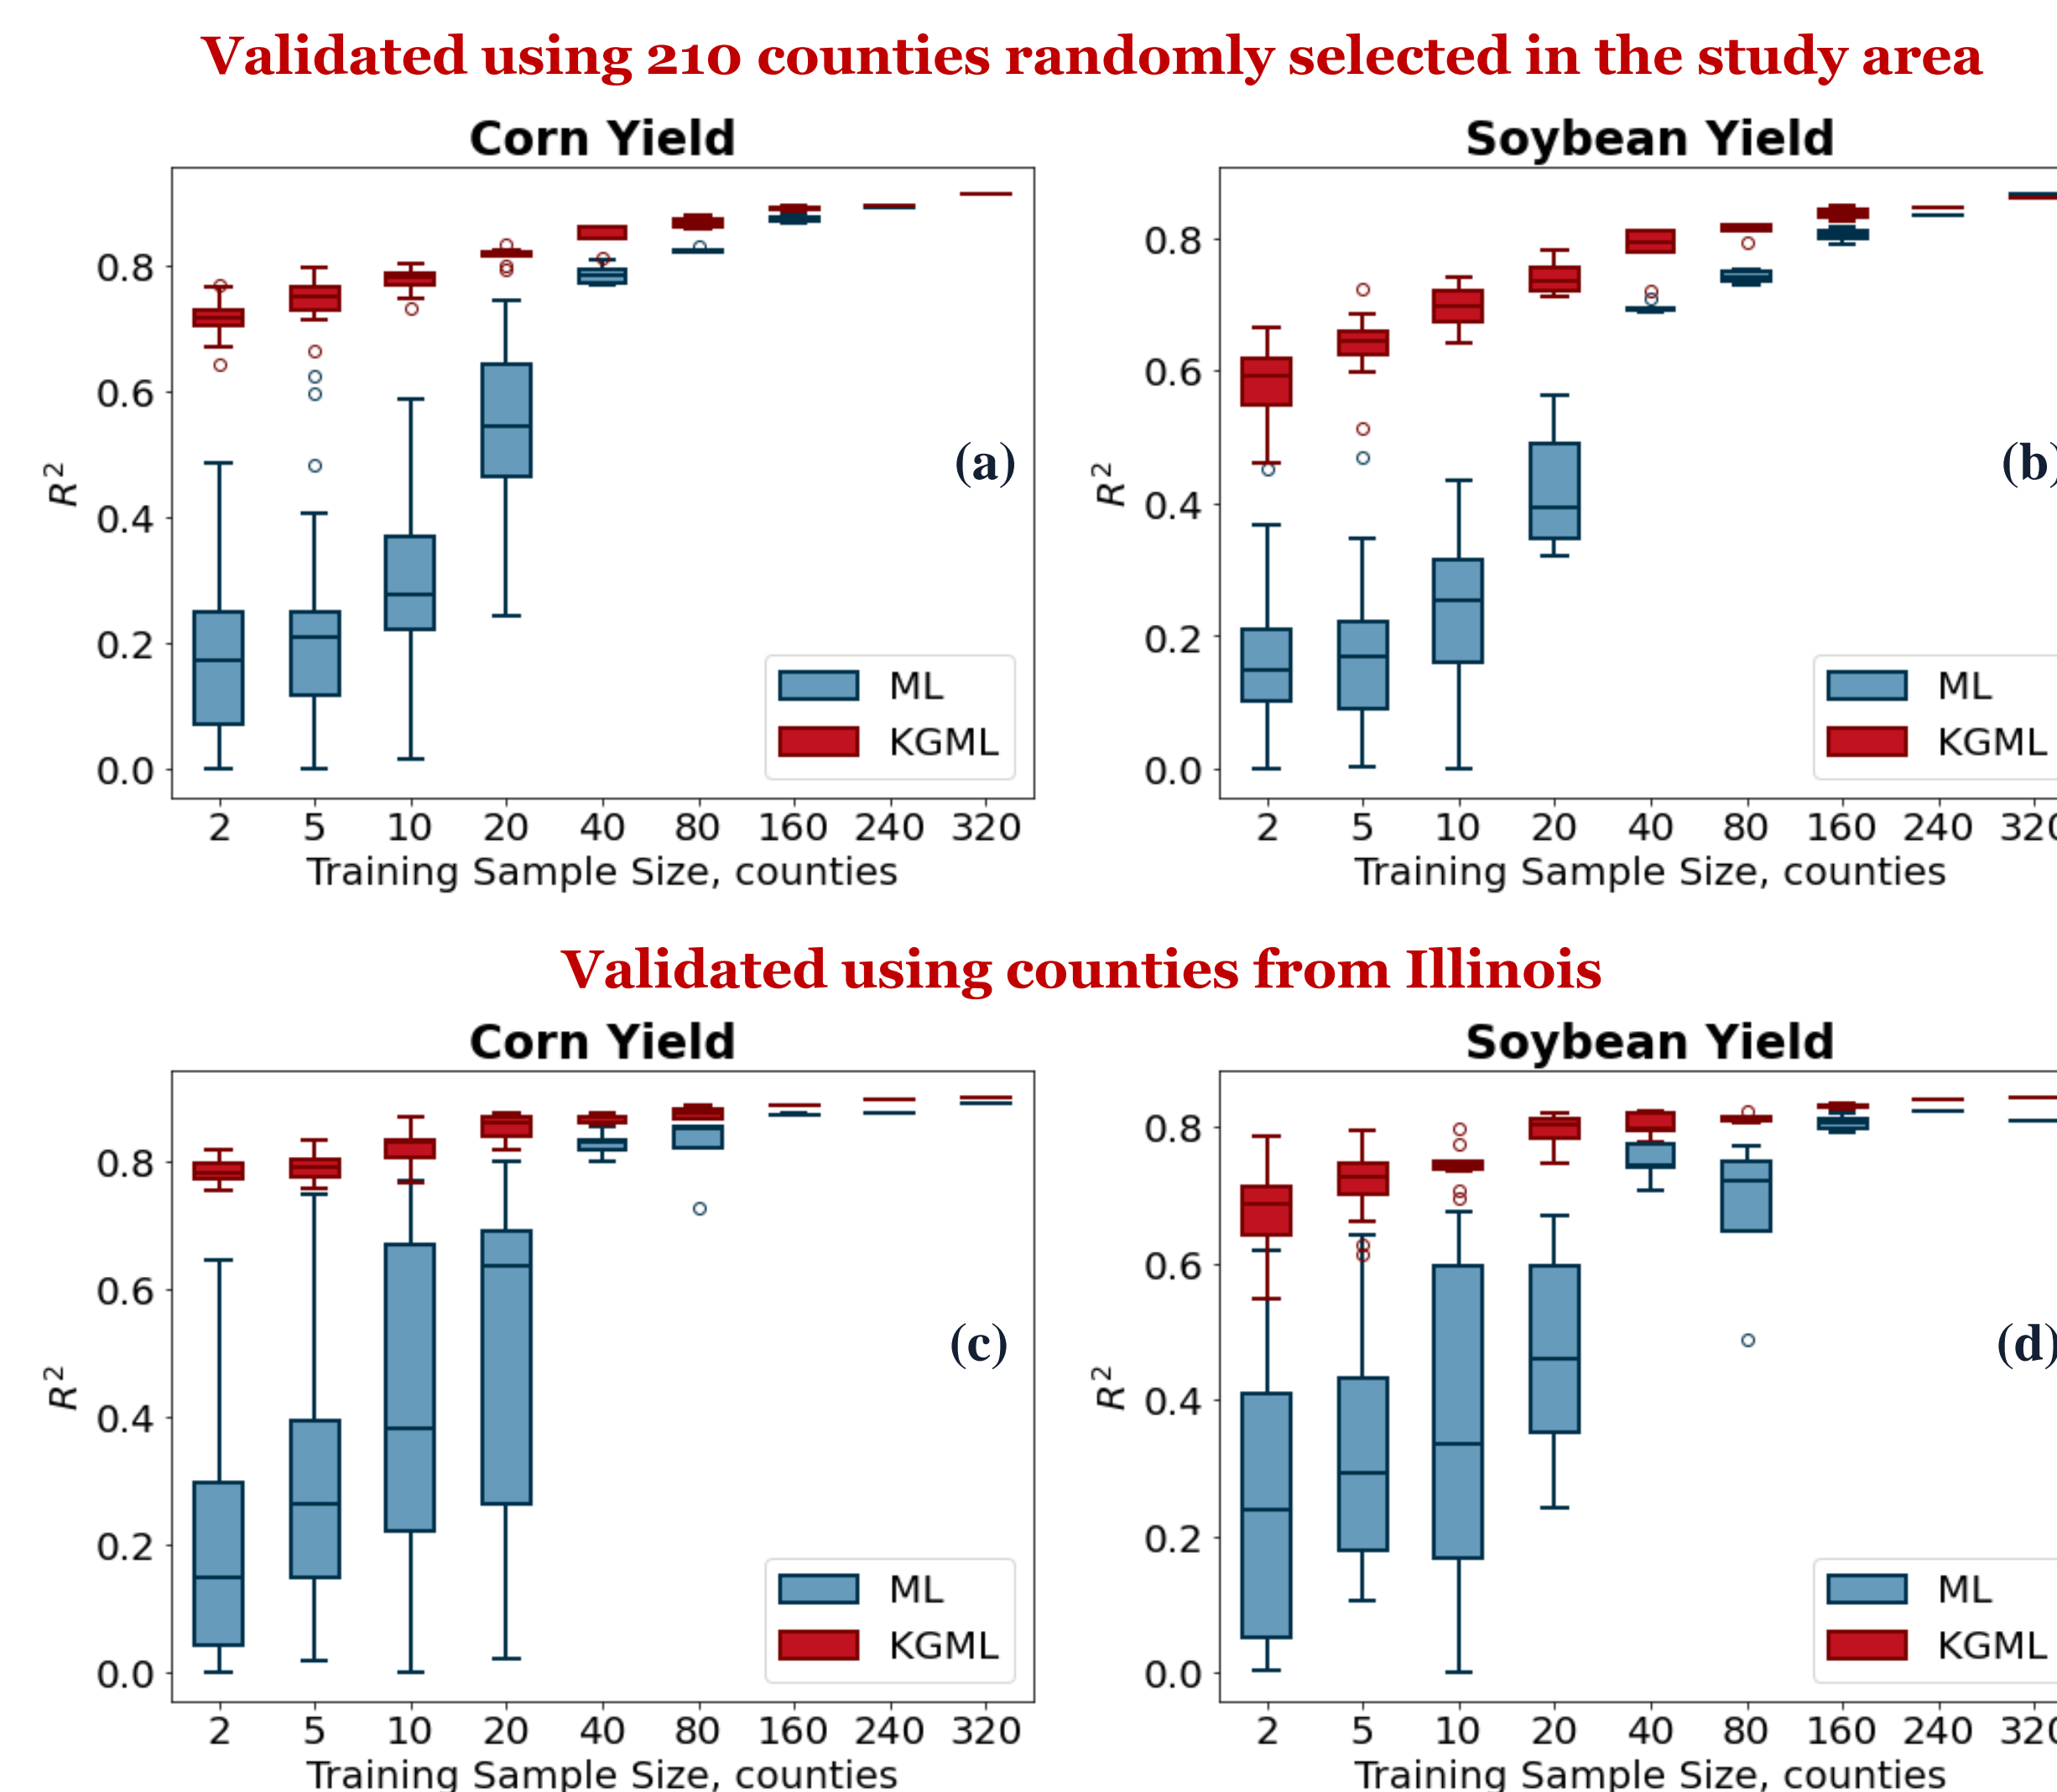 Validated using 210 counties randomly selected in the study area
Corn Yield
R²
0.8
0.6
0.4
0.2
0.0
(a)
ML
KGML
2 5 10 20 40 80 160 240 320
Training Sample Size, counties
Soybean Yield
R²
0.8
0.6
0.4
0.2
0.0
(b)
ML
KGML
2 5 10 20 40 80 160 240 320
Training Sample Size, counties
Validated using counties from Illinois
Corn Yield
R²
0.8
0.6
0.4
0.2
0.0
(c)
ML
KGML
2 5 10 20 40 80 160 240 320
Training Sample Size, counties
Soybean Yield
R²
0.8
0.6
0.4
0.2
0.0
(d)
ML
KGML
2 5 10 20 40 80 160 240 320
Training Sample Size, counties